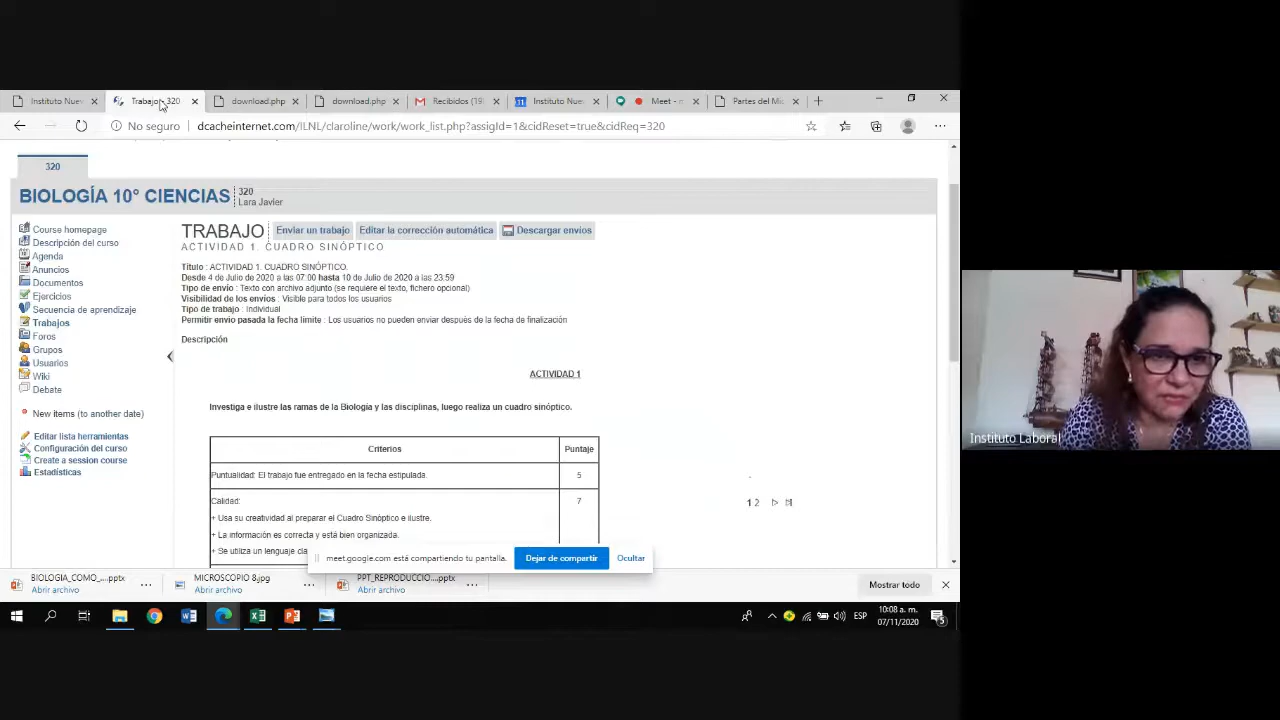 Instituto Nue
Trabajo - 320
download.php
download.php
Recibidos (19
Instituto Nue
Meet -
Partes del Mic
No seguro
dcacheinternet.com/ILNL/claroline/work/work_list.php?assigId=1&cidReset=true&cidReq=320
320
BIOLOGÍA 10° CIENCIAS
320
Lara Javier
Course homepage
Descripción del curso
Agenda
Anuncios
Documentos
Ejercicios
Secuencia de aprendizaje
Trabajos
Foros
Grupos
Usuarios
Wiki
Debate
New items (to another date)
Editar lista herramientas
Configuración del curso
Create a session course
Estadísticas
TRABAJO
Enviar un trabajo
Editar la corrección automática
Descargar envíos
ACTIVIDAD 1. CUADRO SINÓPTICO
Título : ACTIVIDAD 1. CUADRO SINÓPTICO.
Desde 4 de Julio de 2020 a las 07:00 hasta 10 de Julio de 2020 a las 23:59
Tipo de envío : Texto con archivo adjunto (se requiere el texto, fichero opcional)
Visibilidad de los envíos : Visible para todos los usuarios
Tipo de trabajo : Individual
Permitir envio pasada la fecha límite : Los usuarios no pueden enviar después de la fecha de finalización
Descripción
ACTIVIDAD 1
Investiga e ilustre las ramas de la Biología y las disciplinas, luego realiza un cuadro sinóptico.
Criterios
Puntaje
Puntualidad: El trabajo fue entregado en la fecha estipulada.
5
Calidad:
7
+ Usa su creatividad al preparar el Cuadro Sinóptico e ilustre.
+ La información es correcta y está bien organizada.
+ Se utiliza un lenguaje cla
1 2
meet.google.com está compartiendo tu pantalla.
Dejar de compartir
Ocultar
BIOLOGIA_COMO_....pptx
Abrir archivo
MICROSCOPIO 8.jpg
Abrir archivo
PPT_REPRODUCCIO....pptx
Abrir archivo
Mostrar todo
ESP
10:08 a. m.
07/11/2020
5
Instituto Laboral